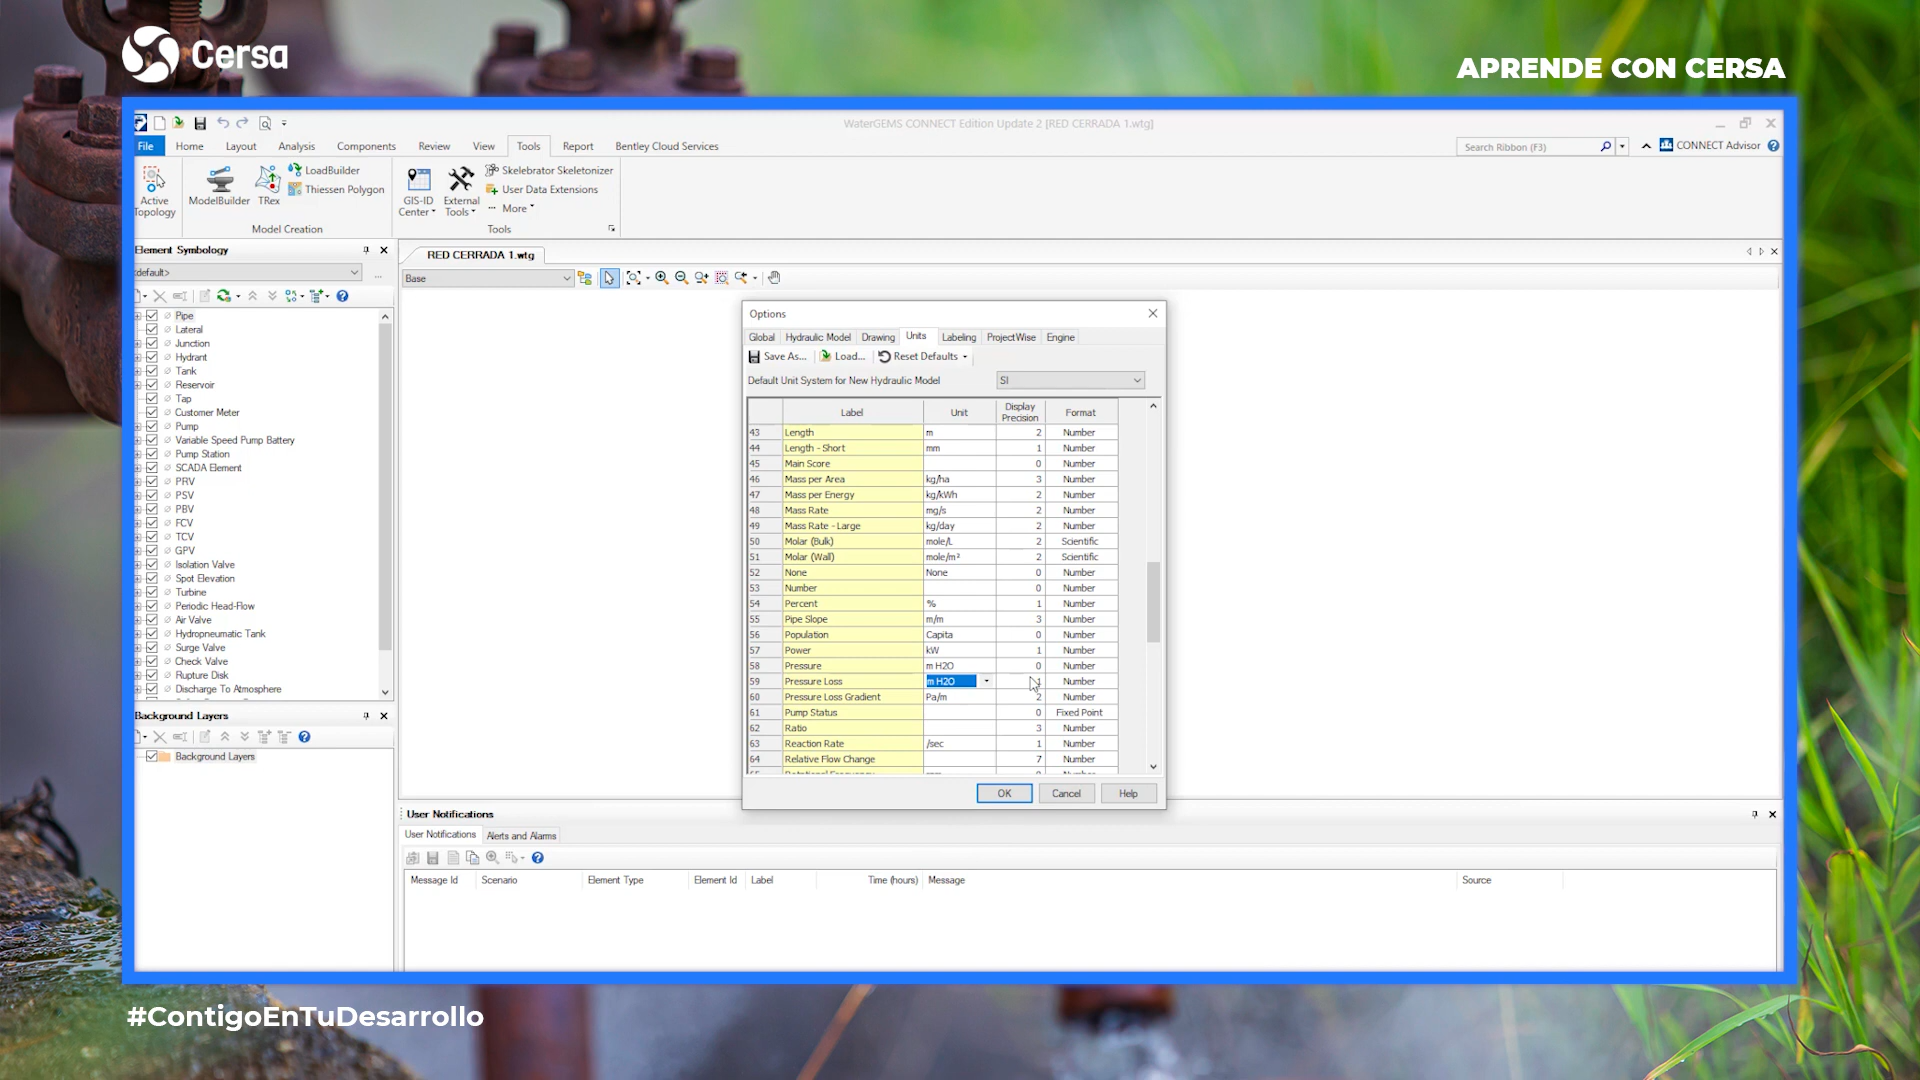 Cersa
APRENDE CON CERSA
WaterGEMS CONNECT Edition Update 2 [RED CERRADA 1.wtg]
File Home Layout Analysis Components Review View Tools Report Bentley Cloud Services
Search Ribbon (F3)
CONNECT Advisor
Active Topology
ModelBuilder
TRex
LoadBuilder
Thiessen Polygon
Model Creation
GIS-ID Center
External Tools
Skelebrator Skeletonizer
User Data Extensions
More
Tools
Element Symbology
<default>
Pipe
Lateral
Junction
Hydrant
Tank
Reservoir
Tap
Customer Meter
Pump
Variable Speed Pump Battery
Pump Station
SCADA Element
PRV
PSV
PBV
FCV
TCV
GPV
Isolation Valve
Spot Elevation
Turbine
Periodic Head-Flow
Air Valve
Hydropneumatic Tank
Surge Valve
Check Valve
Rupture Disk
Discharge To Atmosphere
Background Layers
Background Layers
RED CERRADA 1.wtg
Base
Options
Global Hydraulic Model Drawing Units Labeling ProjectWise Engine
Save As... Load... Reset Defaults
Default Unit System for New Hydraulic Model SI
Label Unit Display Precision Format
43 Length m 2 Number
44 Length - Short mm 1 Number
45 Main Score 0 Number
46 Mass per Area kg/ha 3 Number
47 Mass per Energy kg/kWh 2 Number
48 Mass Rate mg/s 2 Number
49 Mass Rate - Large kg/day 2 Number
50 Molar (Bulk) mole/L 2 Scientific
51 Molar (Wall) mole/m² 2 Scientific
52 None None 0 Number
53 Number 0 Number
54 Percent % 1 Number
55 Pipe Slope m/m 3 Number
56 Population Capita 0 Number
57 Power kW 1 Number
58 Pressure m H2O 0 Number
59 Pressure Loss m H2O 1 Number
60 Pressure Loss Gradient Pa/m 2 Number
61 Pump Status 0 Fixed Point
62 Ratio 3 Number
63 Reaction Rate /sec 1 Number
64 Relative Flow Change 7 Number
OK Cancel Help
User Notifications
User Notifications Alerts and Alarms
Message Id Scenario Element Type Element Id Label Time (hours) Message Source
#ContigoEnTuDesarrollo